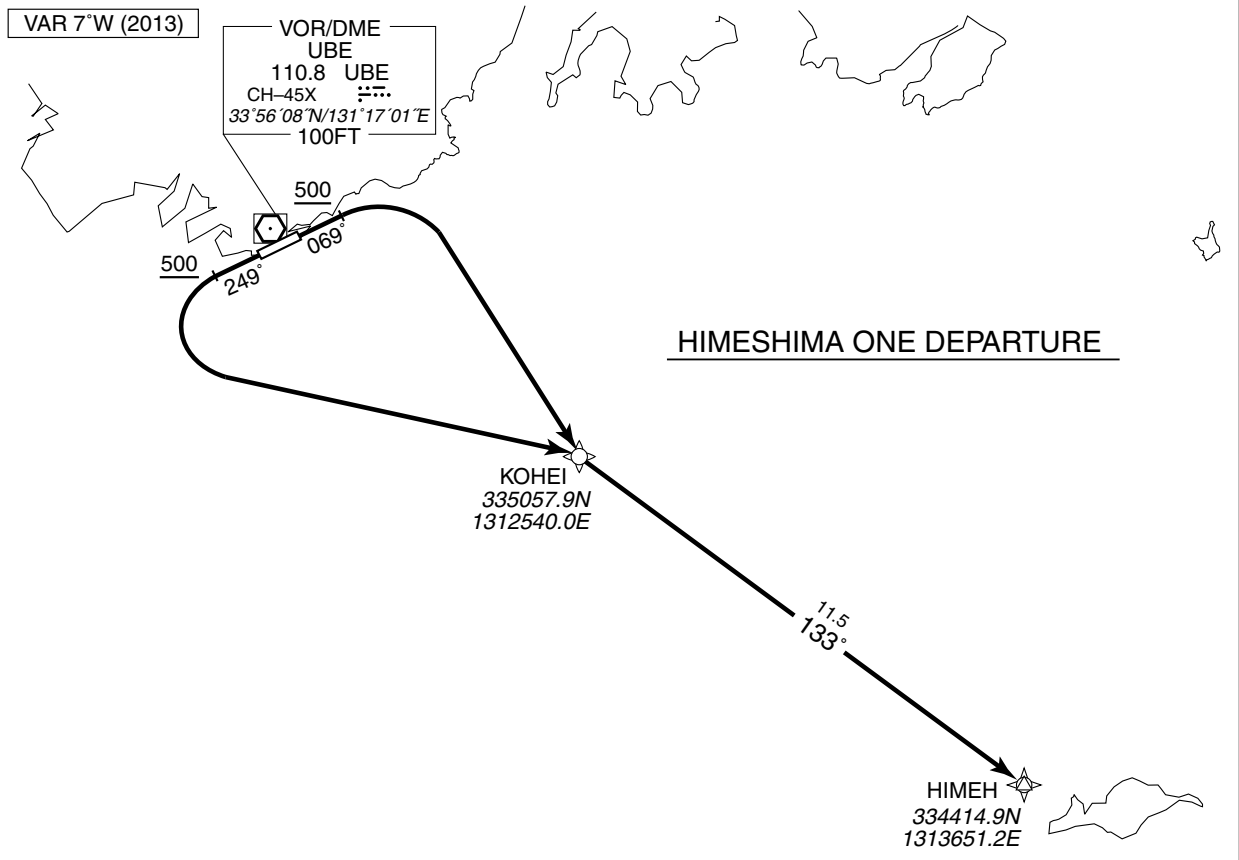 VAR 7°W (2013)
VOR/DME
UBE
110.8 UBE
CH–45X
33°56´08˝N/131°17´01˝E
100FT
500
069°
500
249°
HIMESHIMA ONE DEPARTURE
KOHEI
335057.9N
1312540.0E
11.5
133°
HIMEH
334414.9N
1313651.2E